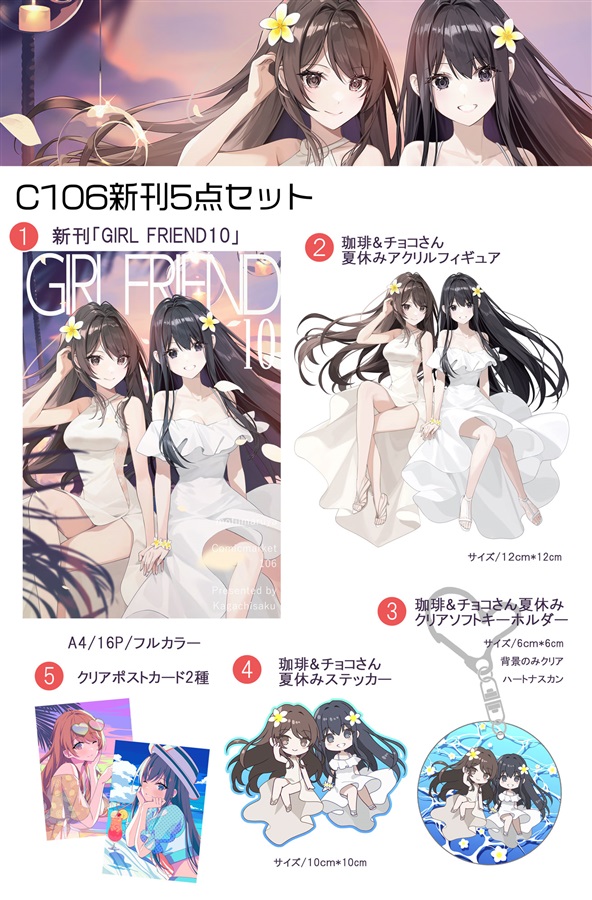 C106新刊5点セット
1 新刊「GIRL FRIEND10」
GIRL FRIEND
10
Comic market
106
Presented by
Kagachisaku
A4/16P/フルカラー
2 珈琲&チョコさん
夏休みアクリルフィギュア
サイズ/12cm*12cm
3 珈琲&チョコさん夏休み
クリアソフトキーホルダー
サイズ/6cm*6cm
背景のみクリア
ハートナスカン
4 珈琲&チョコさん
夏休みステッカー
サイズ/10cm*10cm
5 クリアポストカード2種